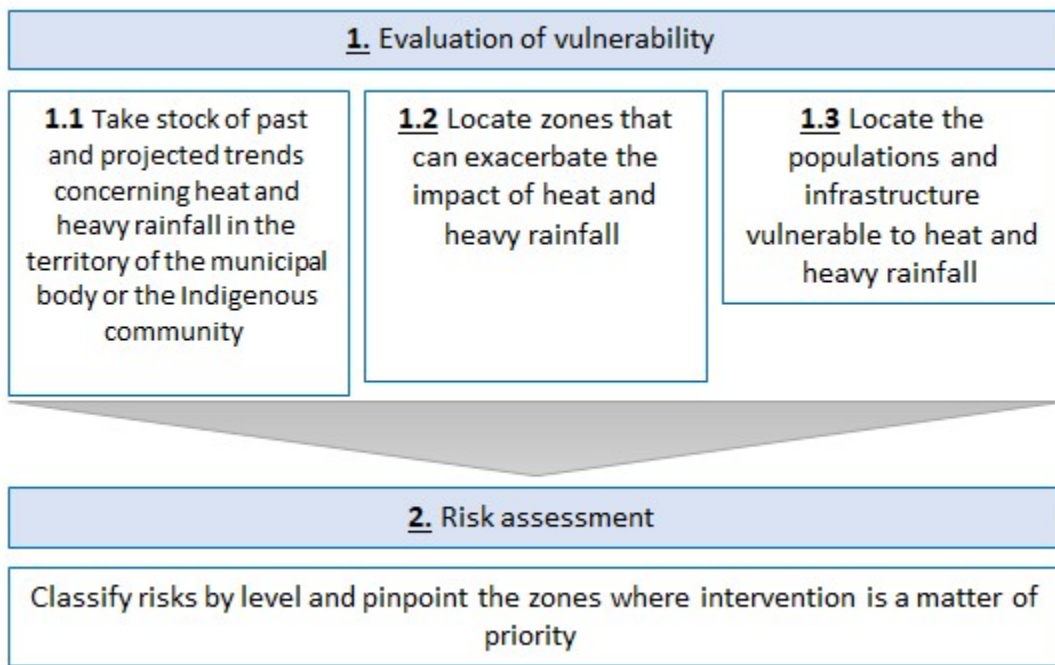 1. Evaluation of vulnerability
1.1 Take stock of past
and projected trends
concerning heat and
heavy rainfall in the
territory of the municipal
body or the Indigenous
community
1.2 Locate zones that
can exacerbate the
impact of heat and
heavy rainfall
1.3 Locate the
populations and
infrastructure
vulnerable to heat and
heavy rainfall
2. Risk assessment
Classify risks by level and pinpoint the zones where intervention is a matter of
priority